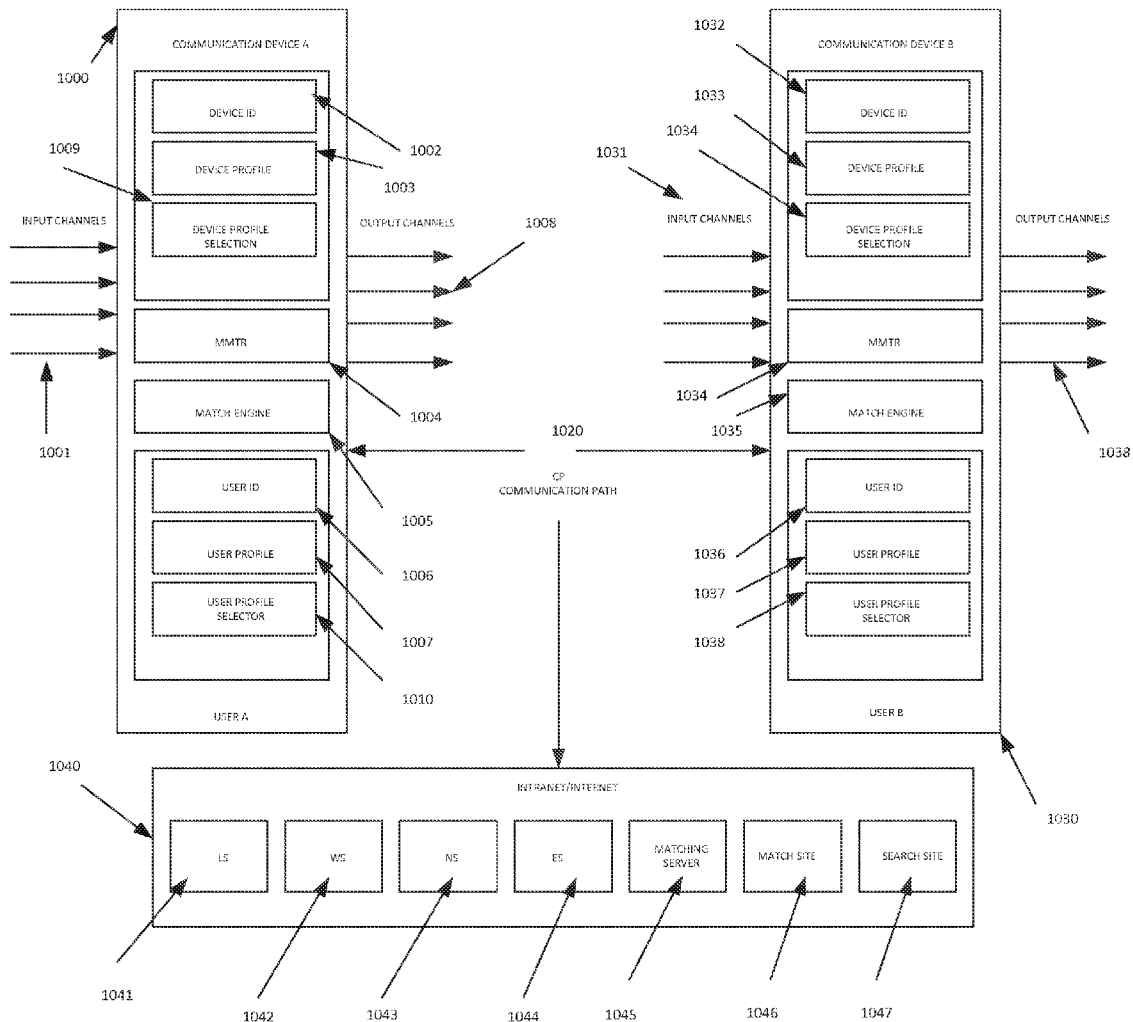 COMMUNICATION DEVICE A
1000
DEVICE ID
1002
DEVICE PROFILE
1003
1009
DEVICE PROFILE
SELECTION
INPUT CHANNELS
OUTPUT CHANNELS
1008
MMTR
1004
1001
MATCH ENGINE
1005
USER ID
1006
USER PROFILE
1007
USER PROFILE
SELECTOR
1010
USER A
1020
CP
COMMUNICATION PATH
COMMUNICATION DEVICE B
1032
DEVICE ID
1033
DEVICE PROFILE
1034
1031
DEVICE PROFILE
SELECTION
INPUT CHANNELS
OUTPUT CHANNELS
MMTR
1034
MATCH ENGINE
1035
1038
USER ID
1036
USER PROFILE
1037
USER PROFILE
SELECTOR
1038
USER B
1030
1040
INTRANET/INTERNET
LS
WS
NS
ES
MATCHING
SERVER
MATCH SITE
SEARCH SITE
1041
1042
1043
1044
1045
1046
1047